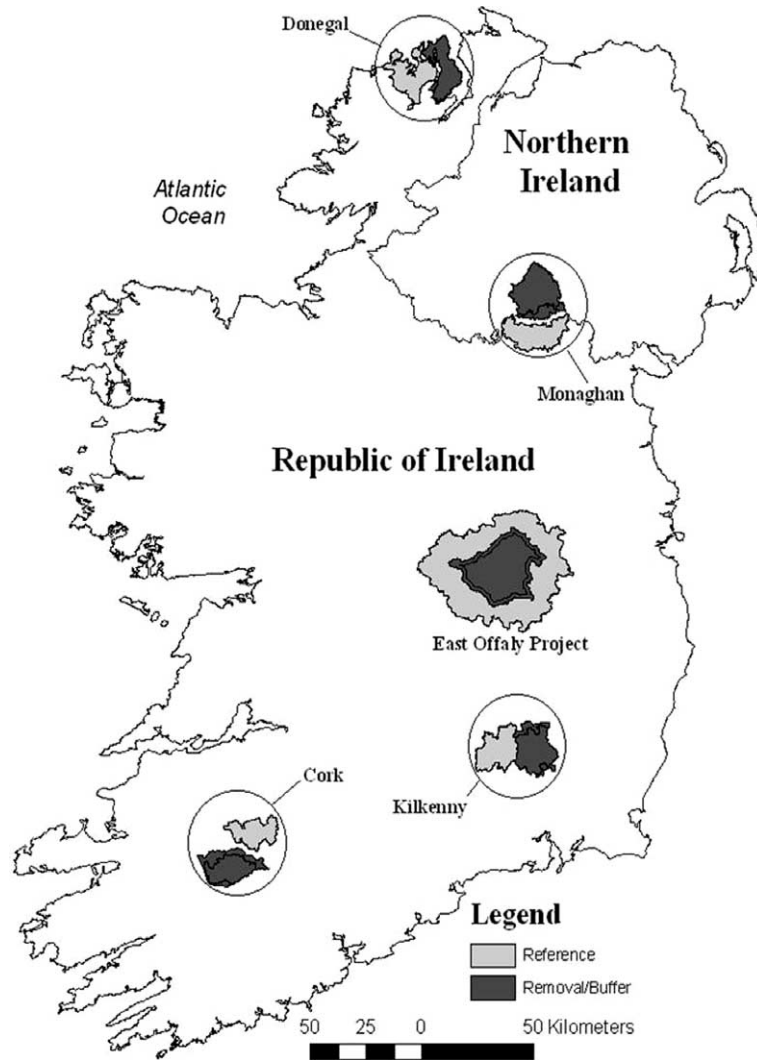 Donegal
Northern
Ireland
Atlantic
Ocean
Monaghan
Republic of Ireland
East Offaly Project
Cork
Kilkenny
Legend
Reference
Removal/Buffer
50 25 0 50 Kilometers